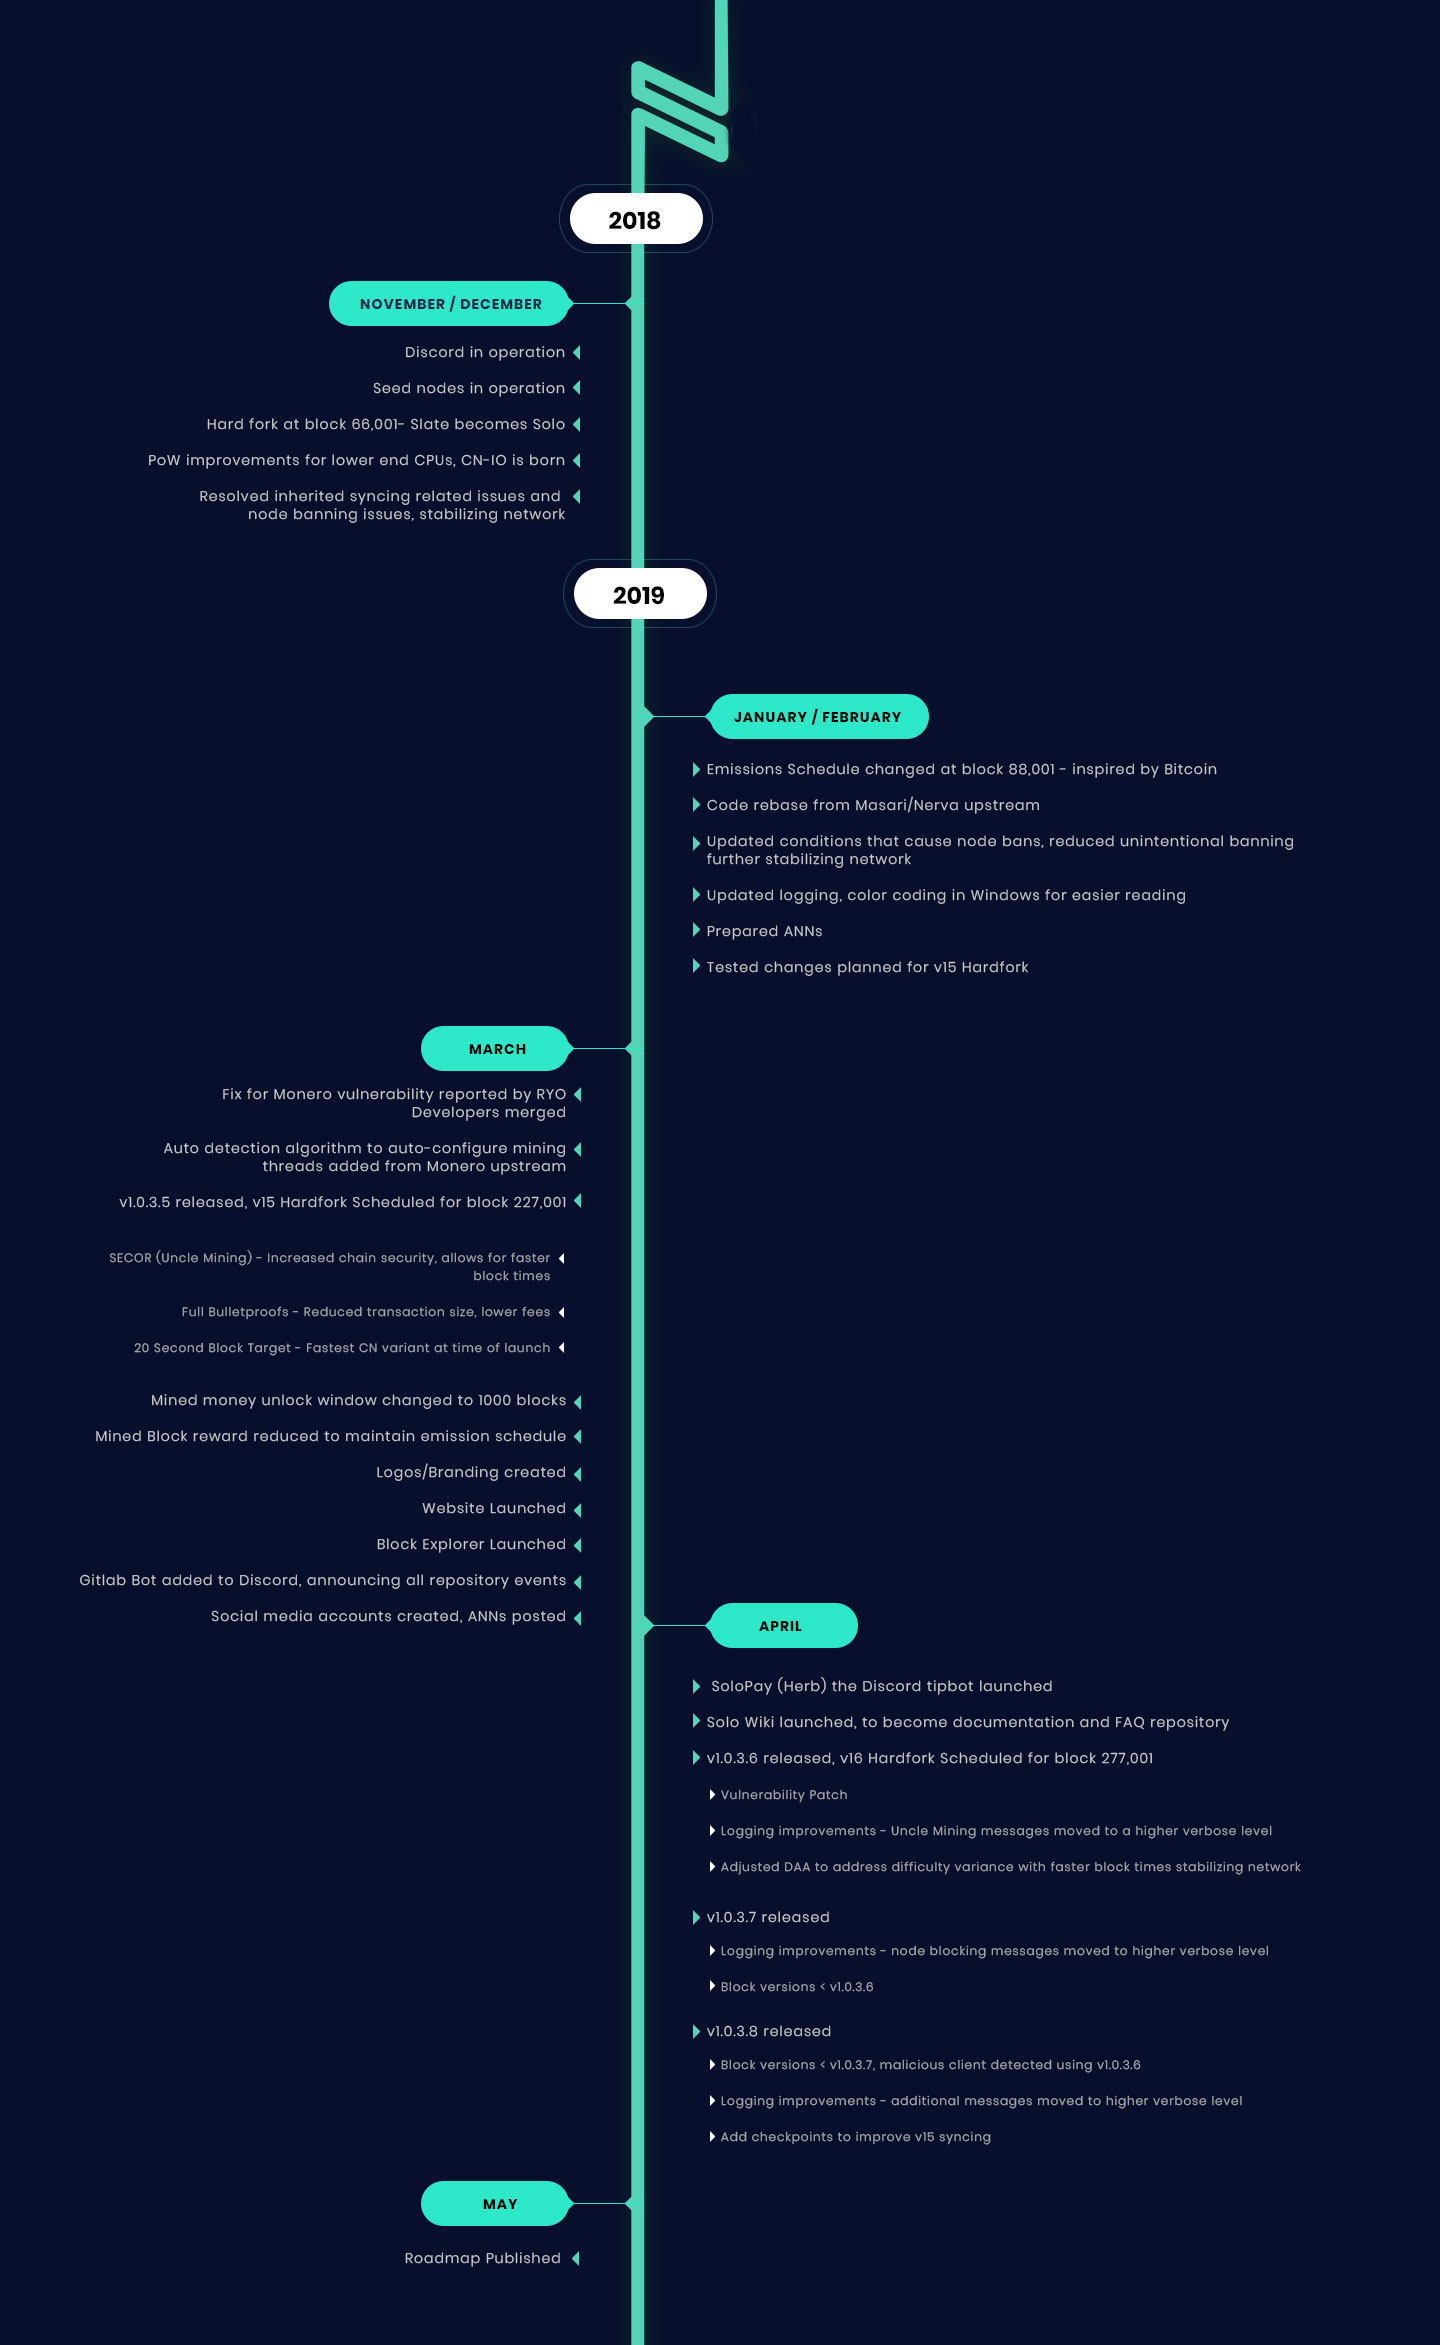 2018
NOVEMBER / DECEMBER
Discord in operation
Seed nodes in operation
Hard fork at block 66,001- Slate becomes Solo
PoW improvements for lower end CPUs, CN-IO is born
Resolved inherited syncing related issues and
node banning issues, stabilizing network
2019
JANUARY / FEBRUARY
Emissions Schedule changed at block 88,001 - inspired by Bitcoin
Code rebase from Masari/Nerva upstream
Updated conditions that cause node bans, reduced unintentional banning
further stabilizing network
Updated logging, color coding in Windows for easier reading
Prepared ANNs
Tested changes planned for v15 Hardfork
MARCH
Fix for Monero vulnerability reported by RYO
Developers merged
Auto detection algorithm to auto-configure mining
threads added from Monero upstream
v1.0.3.5 released, v15 Hardfork Scheduled for block 227,001
SECOR (Uncle Mining) - Increased chain security, allows for faster
block times
Full Bulletproofs - Reduced transaction size, lower fees
20 Second Block Target - Fastest CN variant at time of launch
Mined money unlock window changed to 1000 blocks
Mined Block reward reduced to maintain emission schedule
Logos/Branding created
Website Launched
Block Explorer Launched
Gitlab Bot added to Discord, announcing all repository events
Social media accounts created, ANNs posted
APRIL
SoloPay (Herb) the Discord tipbot launched
Solo Wiki launched, to become documentation and FAQ repository
v1.0.3.6 released, v16 Hardfork Scheduled for block 277,001
Vulnerability Patch
Logging improvements - Uncle Mining messages moved to a higher verbose level
Adjusted DAA to address difficulty variance with faster block times stabilizing network
v1.0.3.7 released
Logging improvements - node blocking messages moved to higher verbose level
Block versions < v1.0.3.6
v1.0.3.8 released
Block versions < v1.0.3.7, malicious client detected using v1.0.3.6
Logging improvements - additional messages moved to higher verbose level
Add checkpoints to improve v15 syncing
MAY
Roadmap Published